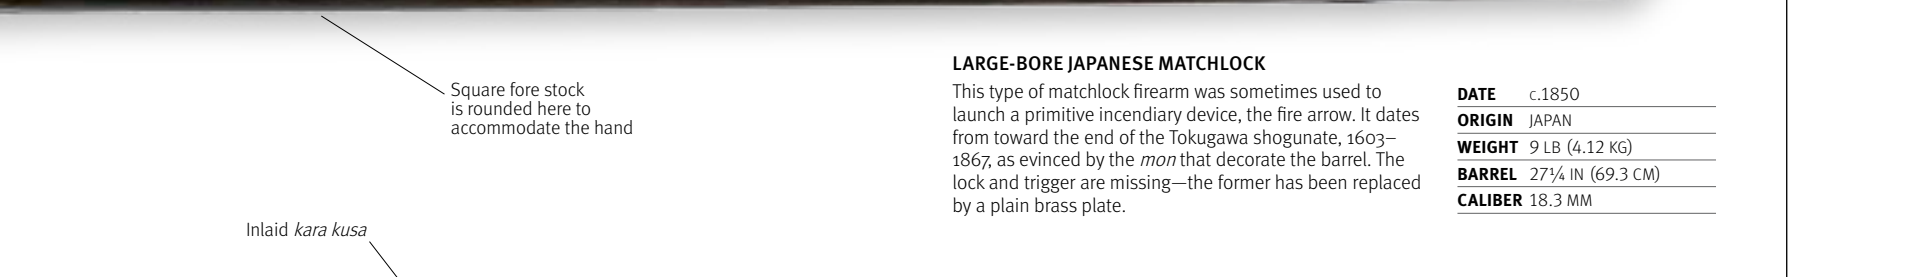 Square fore stock
is rounded here to
accommodate the hand
LARGE-BORE JAPANESE MATCHLOCK
This type of matchlock firearm was sometimes used to
launch a primitive incendiary device, the fire arrow. It dates
from toward the end of the Tokugawa shogunate, 1603–
1867, as evinced by the mon that decorate the barrel. The
lock and trigger are missing—the former has been replaced
by a plain brass plate.
DATE c.1850
ORIGIN JAPAN
WEIGHT 9 LB (4.12 KG)
BARREL 27¼ IN (69.3 CM)
CALIBER 18.3 MM
Inlaid kara kusa